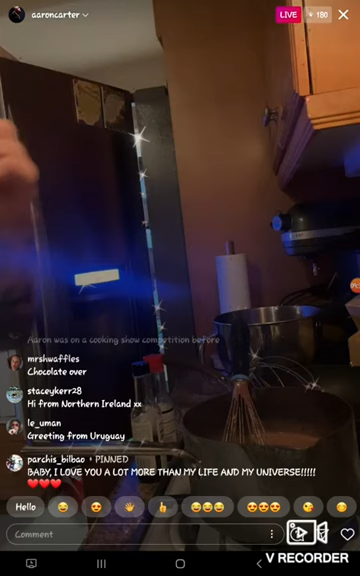 aaroncarter
LIVE
180
Aaron was on a cooking show competition before
mrshwaffles
Chocolate over
staceykerr28
Hi from Northern Ireland xx
le_uman
Greeting from Uruguay
parchis_bilbao • PINNED
BABY, I LOVE YOU A LOT MORE THAN MY LIFE AND MY UNIVERSE!!!!!
Hello
Comment
V RECORDER